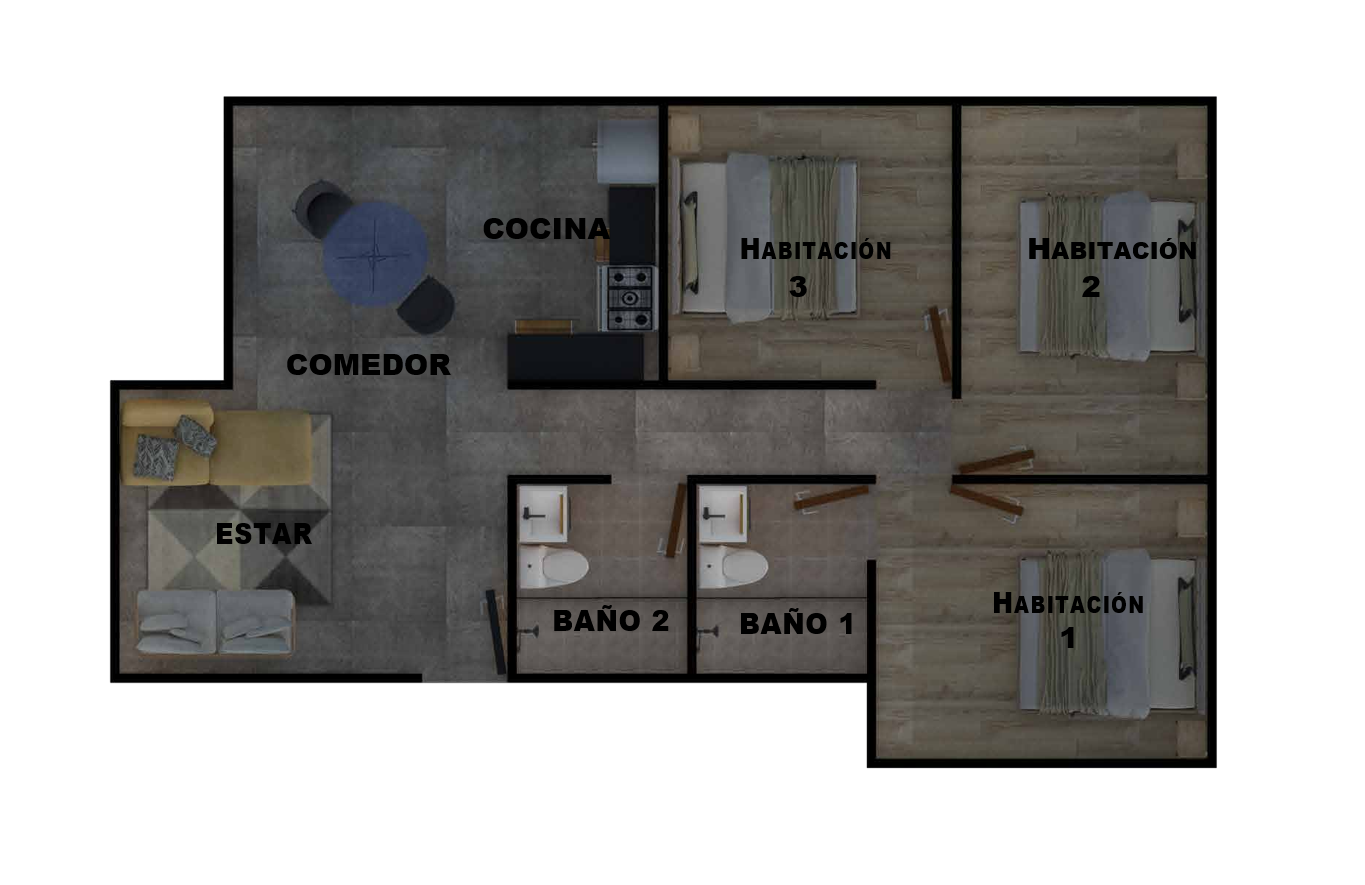 COCINA
HABITACIÓN
3
HABITACIÓN
2
COMEDOR
ESTAR
BAÑO 2
BAÑO 1
HABITACIÓN
1